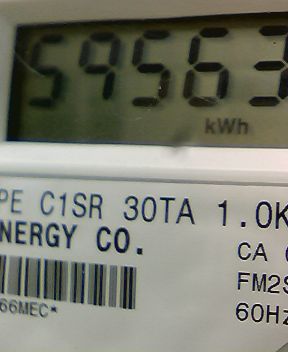 59563
kWh
PE C1SR 30TA 1.0K
NERGY CO.
CA
FM2S
66MEC*
60Hz